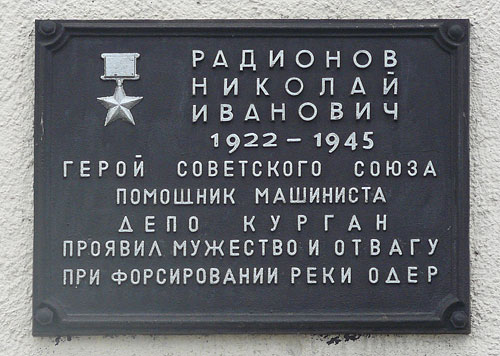 РАДИОНОВ
НИКОЛАЙ
ИВАНОВИЧ
1922 – 1945
ГЕРОЙ СОВЕТСКОГО СОЮЗА
ПОМОЩНИК МАШИНИСТА
ДЕПО КУРГАН
ПРОЯВИЛ МУЖЕСТВО И ОТВАГУ
ПРИ ФОРСИРОВАНИИ РЕКИ ОДЕР